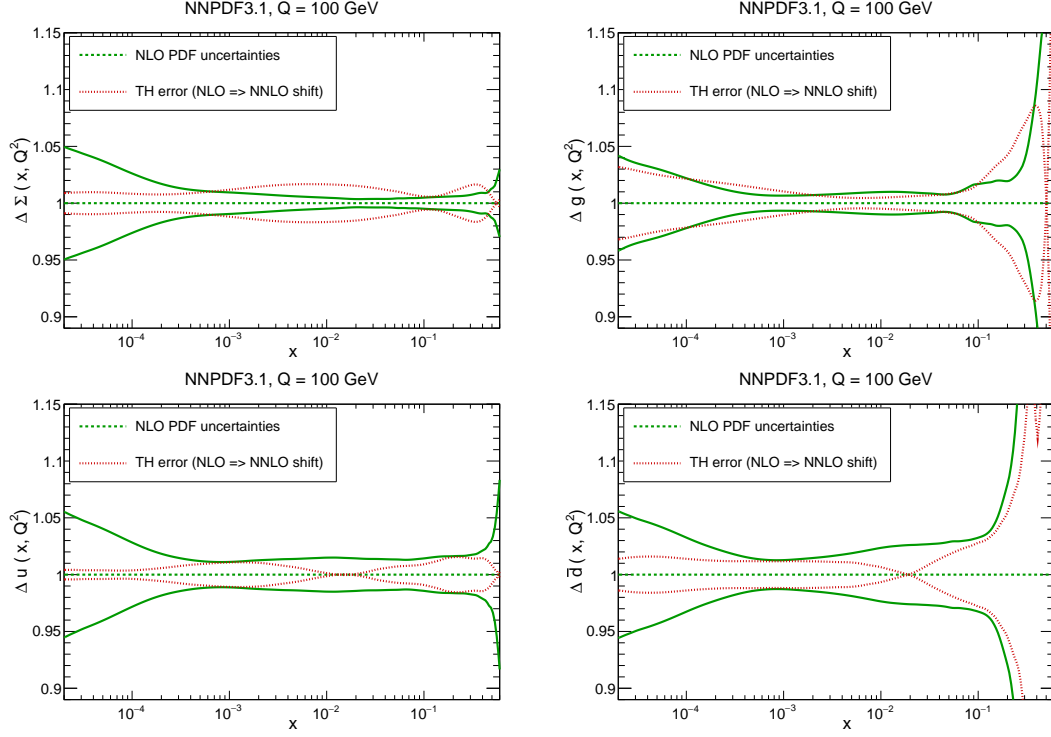 NNPDF3.1, Q = 100 GeV
1.15
1.1
1.05
1
0.95
0.9
Δ Σ ( x, Q²)
NLO PDF uncertainties
TH error (NLO => NNLO shift)
10⁻⁴ 10⁻³ 10⁻² 10⁻¹
x
NNPDF3.1, Q = 100 GeV
1.15
1.1
1.05
1
0.95
0.9
Δ g ( x, Q²)
NLO PDF uncertainties
TH error (NLO => NNLO shift)
10⁻⁴ 10⁻³ 10⁻² 10⁻¹
x
NNPDF3.1, Q = 100 GeV
1.15
1.1
1.05
1
0.95
0.9
Δ u ( x, Q²)
NLO PDF uncertainties
TH error (NLO => NNLO shift)
10⁻⁴ 10⁻³ 10⁻² 10⁻¹
x
NNPDF3.1, Q = 100 GeV
1.15
1.1
1.05
1
0.95
0.9
Δ d̅ ( x, Q²)
NLO PDF uncertainties
TH error (NLO => NNLO shift)
10⁻⁴ 10⁻³ 10⁻² 10⁻¹
x